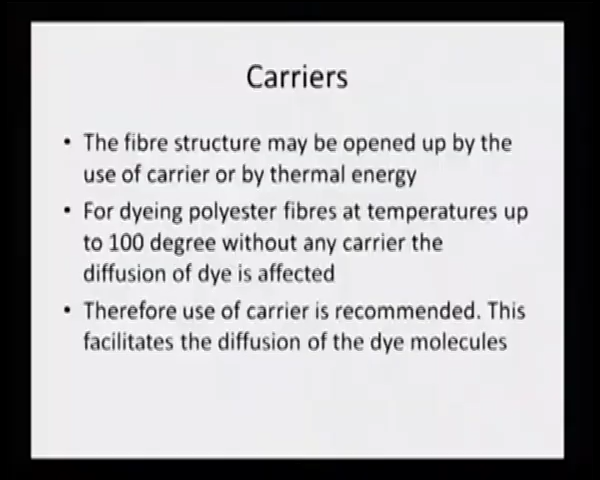 Carriers
• The fibre structure may be opened up by the
use of carrier or by thermal energy
• For dyeing polyester fibres at temperatures up
to 100 degree without any carrier the
diffusion of dye is affected
• Therefore use of carrier is recommended. This
facilitates the diffusion of the dye molecules